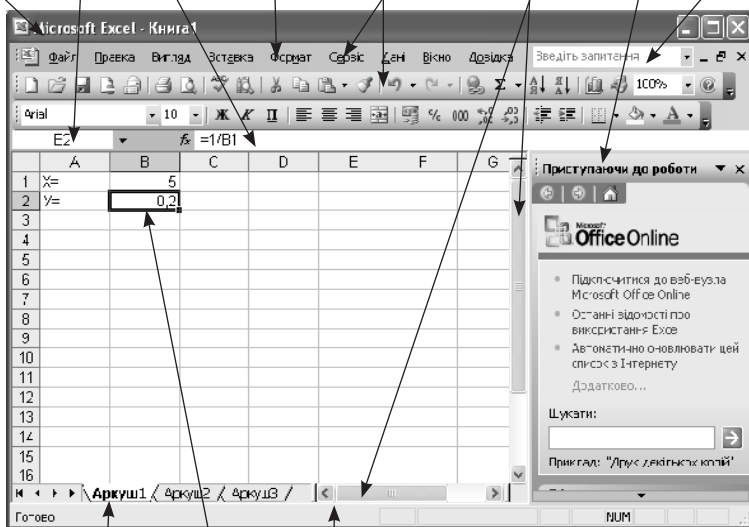 Microsoft Excel - Книга1
Файл Правка Вигляд Вставка Формат Сервіс Дані Вікно Довідка Введіть запитання
100%
Arial 10 Ж К П % 000
E2 fx =1/B1
A B C D E F G
1 X= 5
2 Y= 0,2
3
4
5
6
7
8
9
10
11
12
13
14
15
16
Приступаючи до роботи
Microsoft
Office Online
Підключитися до веб-вузла
Microsoft Office Online
Останні відомості про
використання Excel
Автоматично оновлювати цей
список з Інтернету
Додатково...
Шукати:
Приклад: "Друк декількох копій"
Аркуш1 Аркуш2 Аркуш3
Готово NUM